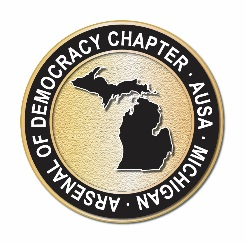 ARSENAL OF DEMOCRACY CHAPTER · AUSA · MICHIGAN ·